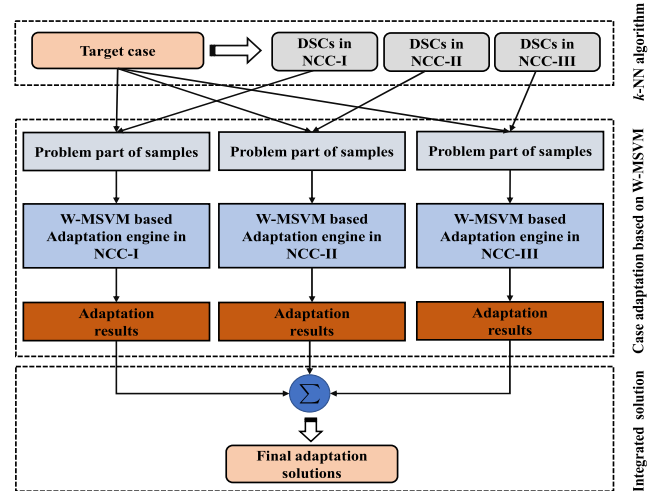 Target case
DSCs in
NCC-I
DSCs in
NCC-II
DSCs in
NCC-III
k-NN algorithm
Problem part of samples
Problem part of samples
Problem part of samples
W-MSVM based
Adaptation engine in
NCC-I
W-MSVM based
Adaptation engine in
NCC-II
W-MSVM based
Adaptation engine in
NCC-III
Adaptation
results
Adaptation
results
Adaptation
results
Case adaptation based on W-MSVM
Σ
Final adaptation
solutions
Integrated solution